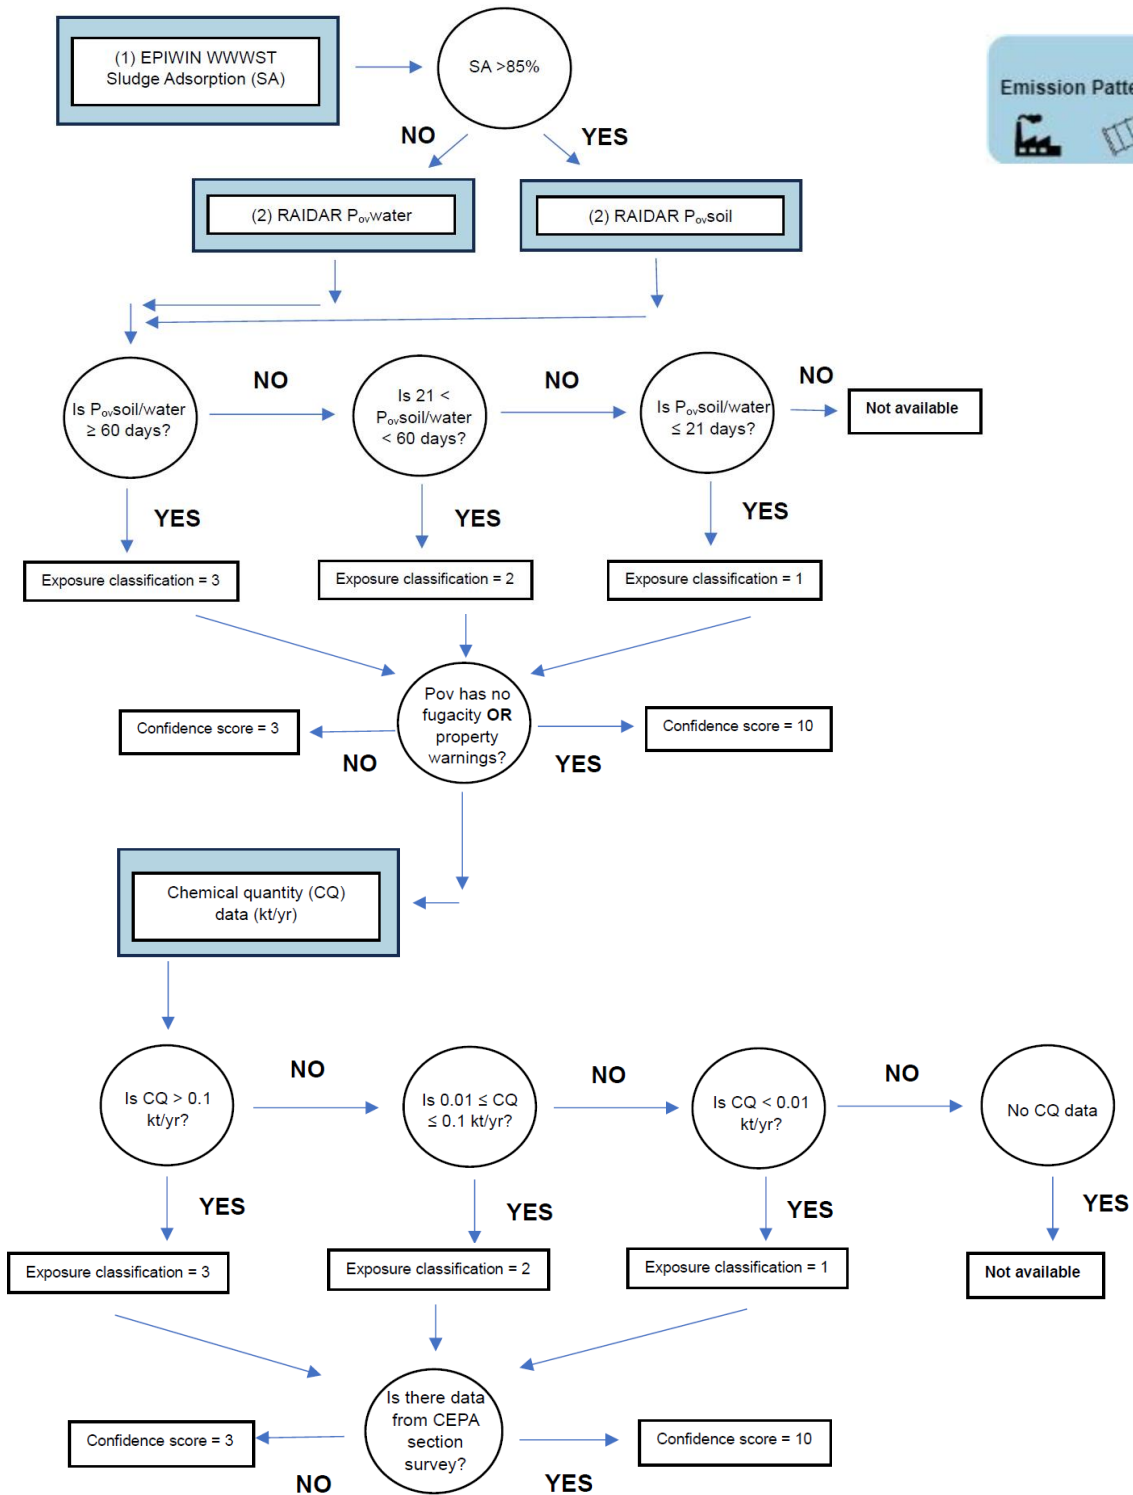 (1) EPIWIN WWWST
Sludge Adsorption (SA)
SA >85%
Emission Patte
NO
YES
(2) RAIDAR Povwater
(2) RAIDAR Povsoil
Is Povsoil/water
≥ 60 days?
NO
Is 21 <
Povsoil/water
< 60 days?
NO
Is Povsoil/water
≤ 21 days?
NO
Not available
YES
YES
YES
Exposure classification = 3
Exposure classification = 2
Exposure classification = 1
Pov has no
fugacity OR
property
warnings?
Confidence score = 3
Confidence score = 10
NO
YES
Chemical quantity (CQ)
data (kt/yr)
Is CQ > 0.1
kt/yr?
NO
Is 0.01 ≤ CQ
≤ 0.1 kt/yr?
NO
Is CQ < 0.01
kt/yr?
NO
No CQ data
YES
YES
YES
YES
Exposure classification = 3
Exposure classification = 2
Exposure classification = 1
Not available
Is there data
from CEPA
section
survey?
Confidence score = 3
Confidence score = 10
NO
YES